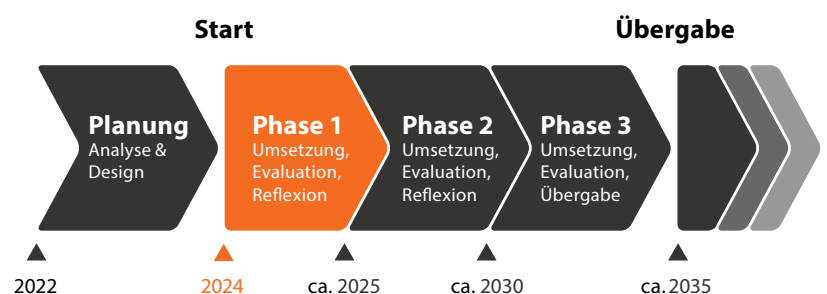 Start
Übergabe
Planung
Analyse &
Design
Phase 1
Umsetzung,
Evaluation,
Reflexion
Phase 2
Umsetzung,
Evaluation,
Reflexion
Phase 3
Umsetzung,
Evaluation,
Übergabe
2022
2024
ca. 2025
ca. 2030
ca. 2035